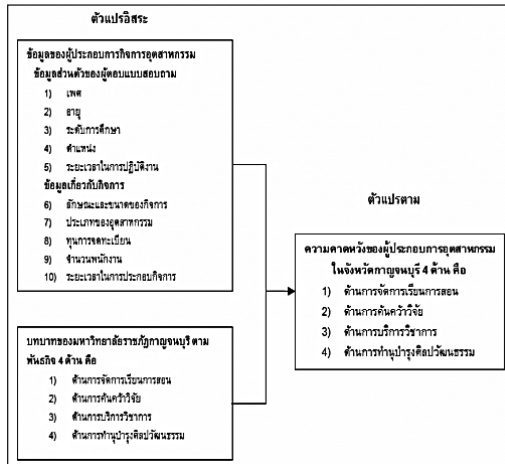 ตัวแปรอิสระ
ข้อมูลของผู้ประกอบการกิจการอุตสาหกรรม
ข้อมูลส่วนตัวของผู้ตอบแบบสอบถาม
1) เพศ
2) อายุ
3) ระดับการศึกษา
4) ตำแหน่ง
5) ระยะเวลาในการปฏิบัติงาน
ข้อมูลเกี่ยวกับกิจการ
6) ลักษณะและขนาดของกิจการ
7) ประเภทของอุตสาหกรรม
8) ทุนการจดทะเบียน
9) จำนวนพนักงาน
10) ระยะเวลาในการประกอบกิจการ
บทบาทของมหาวิทยาลัยราชภัฏกาญจนบุรี ตาม
พันธกิจ 4 ด้าน คือ
1) ด้านการจัดการเรียนการสอน
2) ด้านการค้นคว้าวิจัย
3) ด้านการบริการวิชาการ
4) ด้านการทำนุบำรุงศิลปวัฒนธรรม
ตัวแปรตาม
ความคาดหวังของผู้ประกอบการอุตสาหกรรม
ในจังหวัดกาญจนบุรี 4 ด้าน คือ
1) ด้านการจัดการเรียนการสอน
2) ด้านการค้นคว้าวิจัย
3) ด้านการบริการวิชาการ
4) ด้านการทำนุบำรุงศิลปวัฒนธรรม